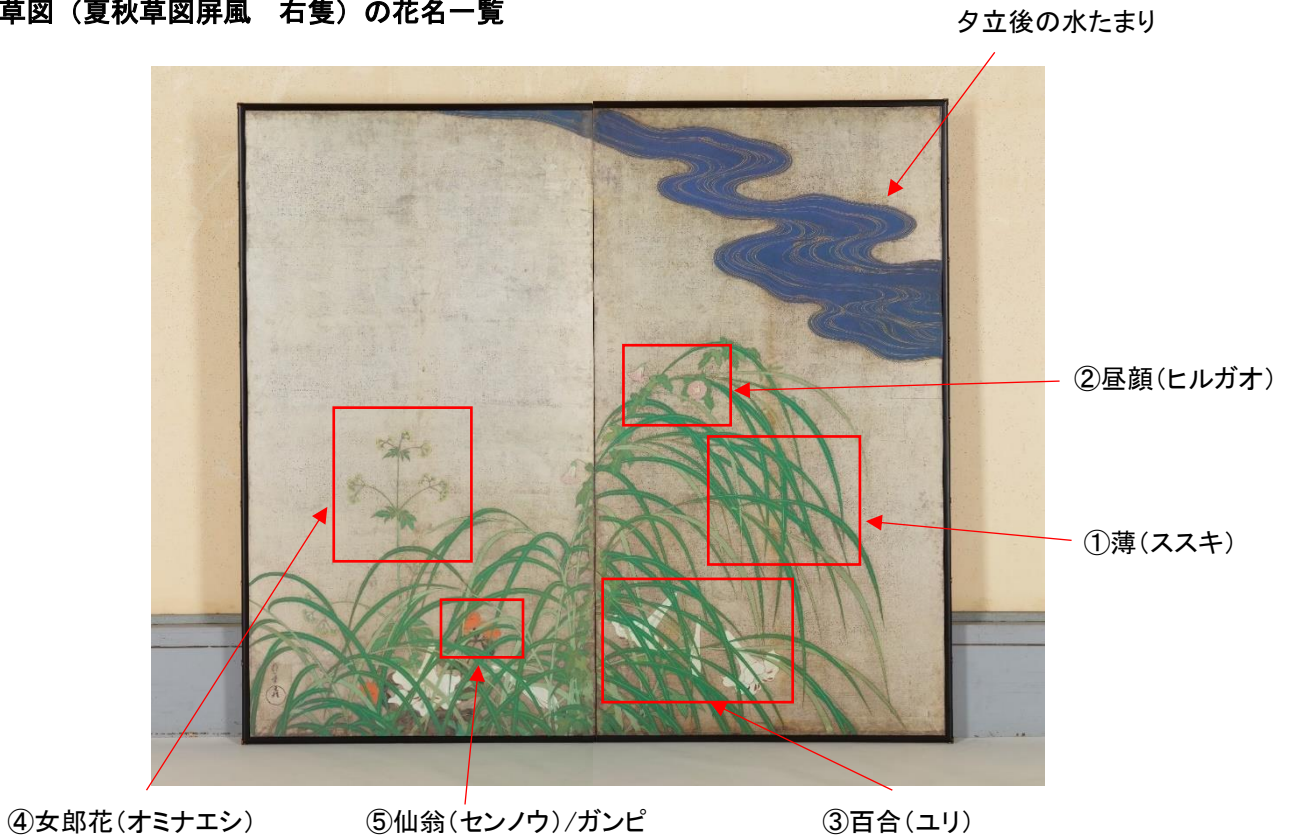 草図（夏秋草図屏風　右隻）の花名一覧
夕立後の水たまり
②昼顔（ヒルガオ）
①薄（ススキ）
④女郎花（オミナエシ）
⑤仙翁（センノウ）/ガンピ
③百合（ユリ）